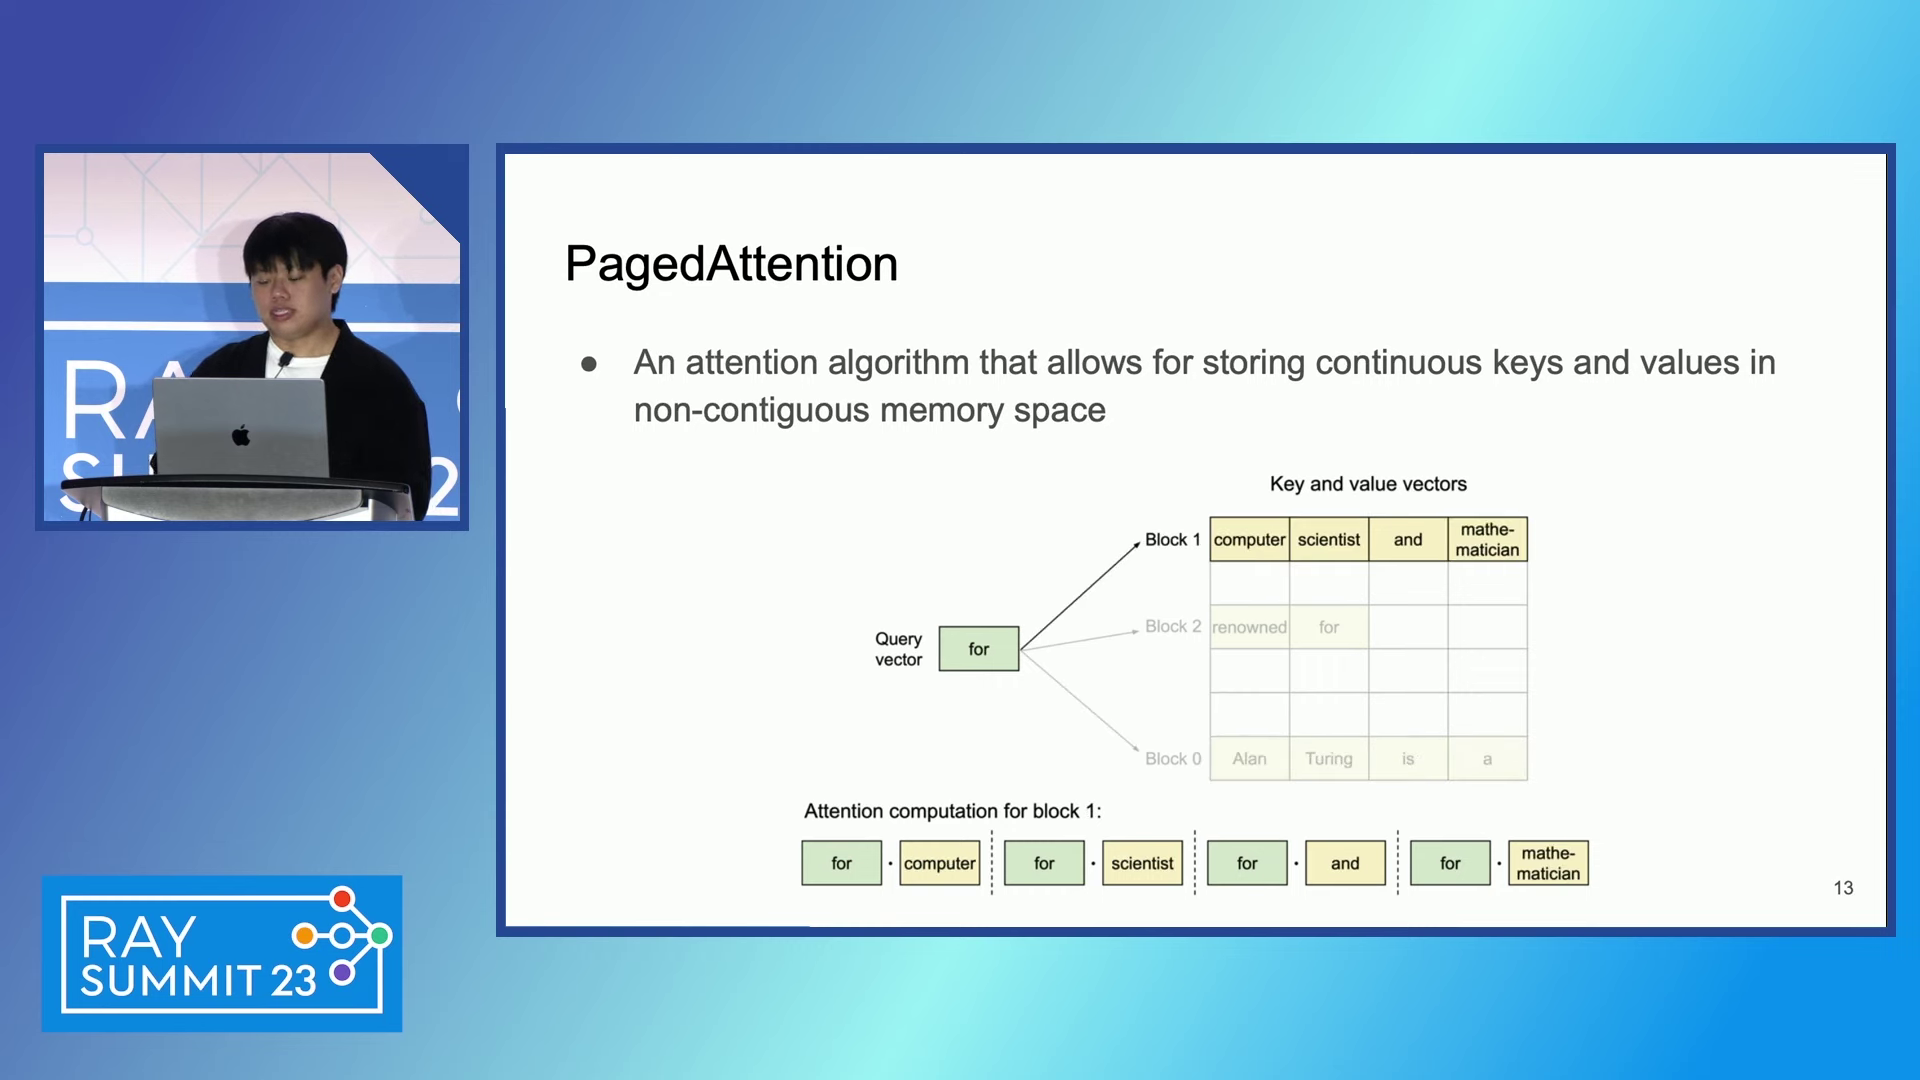 PagedAttention
● An attention algorithm that allows for storing continuous keys and values in
non-contiguous memory space
Key and value vectors
Block 1 computer scientist and mathe-
matician
Block 2 renowned for
Query
vector
for
Block 0 Alan Turing is a
Attention computation for block 1:
for · computer for · scientist for · and for · mathe-
matician
13
RA
SU 2
RAY
SUMMIT 23